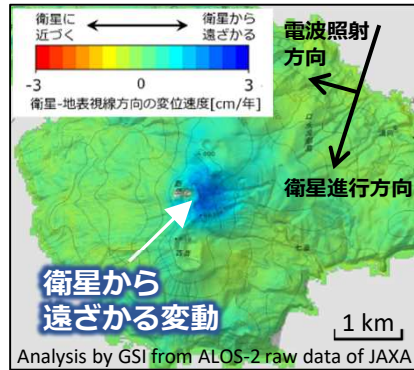 衛星に 近づく
衛星から 遠ざかる
-3 0 3
衛星-地表視線方向の変位速度[cm/年]
電波照射
方向
衛星進行方向
衛星から
遠ざかる変動
1 km
Analysis by GSI from ALOS-2 raw data of JAXA